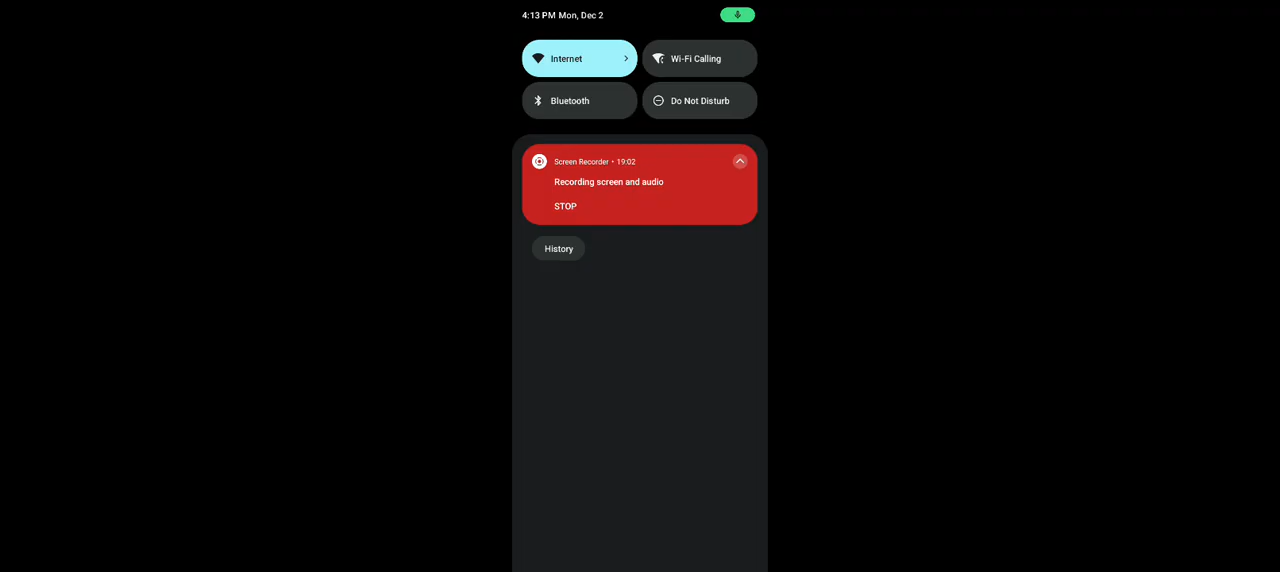 4:13 PM Mon, Dec 2
Internet
Wi-Fi Calling
Bluetooth
Do Not Disturb
Screen Recorder • 19:02
Recording screen and audio
STOP
History